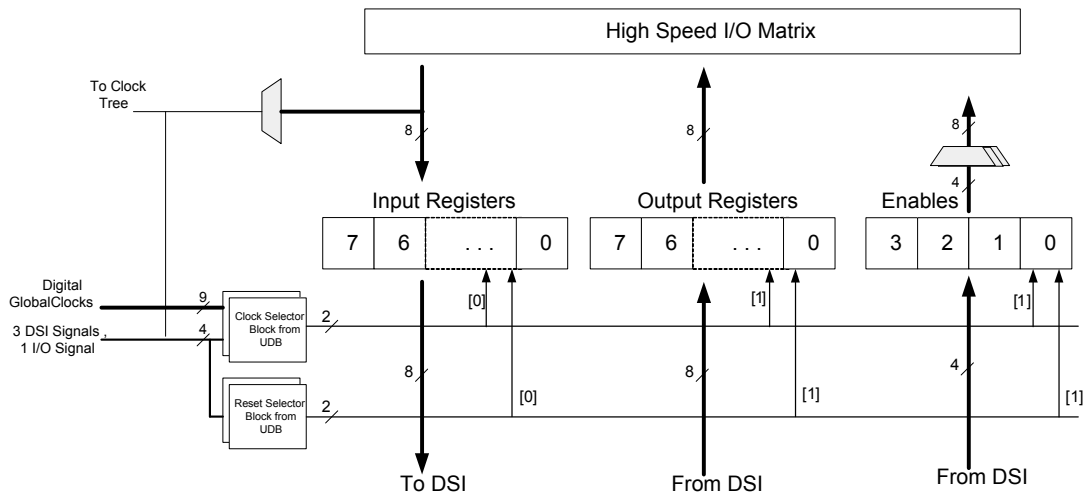 High Speed I/O Matrix
To Clock
Tree
8
8
8
4
Input Registers
Output Registers
Enables
7 6 . . . 0
7 6 . . . 0
3 2 1 0
Digital
GlobalClocks
9
3 DSI Signals ,
1 I/O Signal
4
Clock Selector
Block from
UDB
2
[0]
[1]
[1]
Reset Selector
Block from
UDB
2
8
[0]
8
[1]
4
[1]
To DSI
From DSI
From DSI